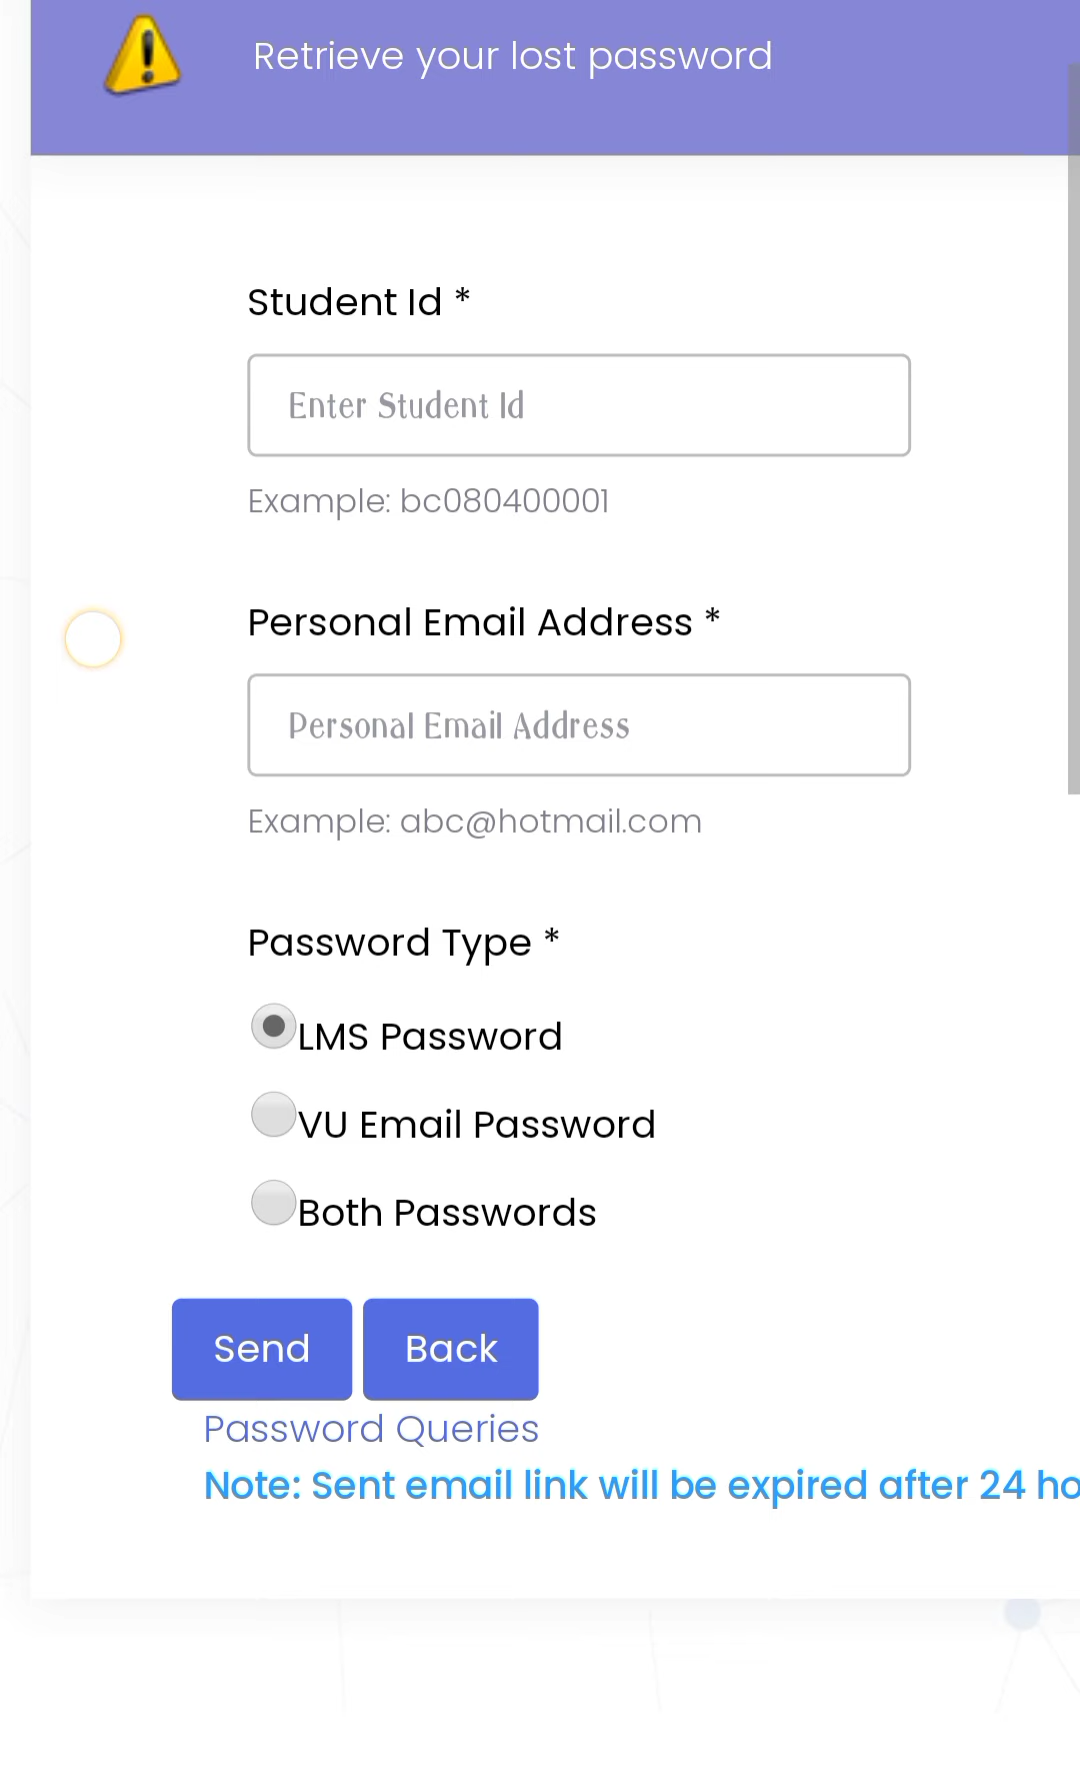 Retrieve your lost password
Student Id *
Enter Student Id
Example: bc080400001
Personal Email Address *
Personal Email Address
Example: abc@hotmail.com
Password Type *
LMS Password
VU Email Password
Both Passwords
Send Back
Password Queries
Note: Sent email link will be expired after 24 ho